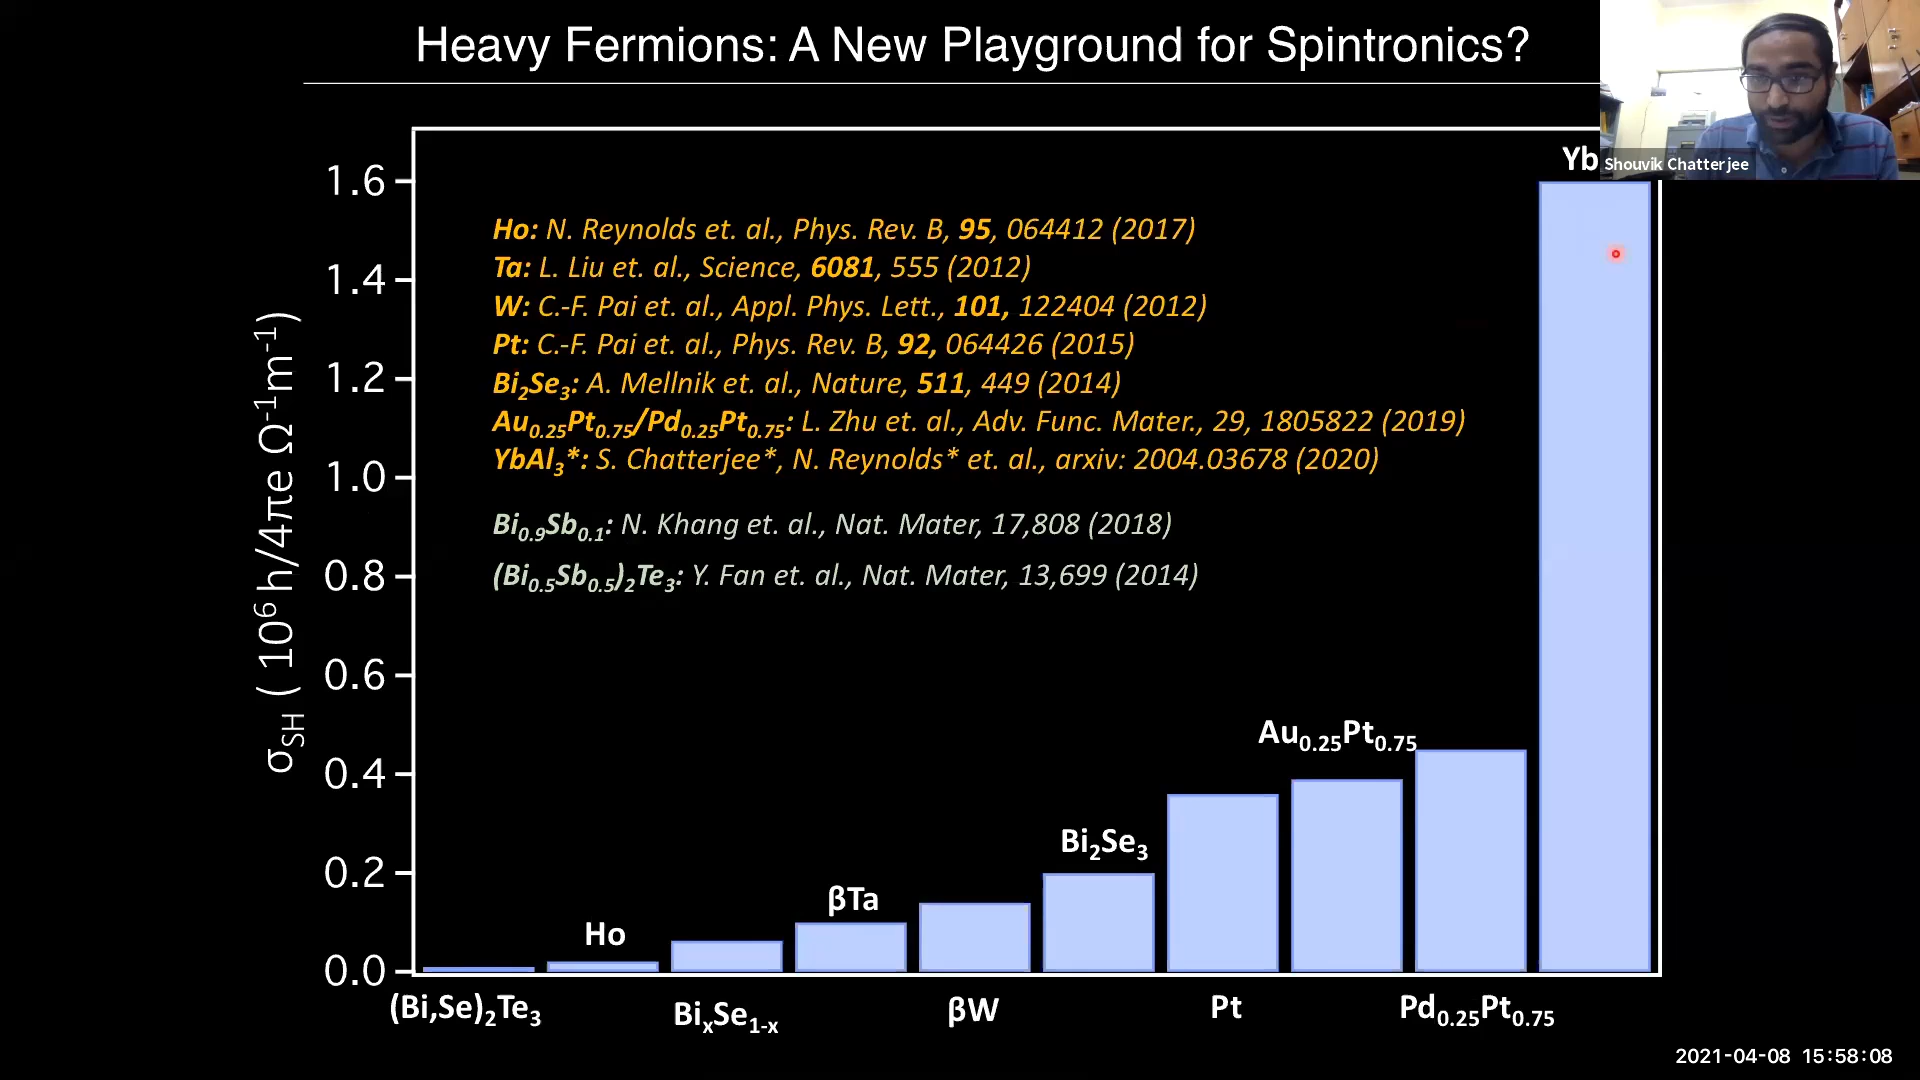 Heavy Fermions: A New Playground for Spintronics?
Yb
Shouvik Chatterjee
1.6
1.4
1.2
1.0
0.8
0.6
0.4
0.2
0.0
σSH ( 10⁶ h/4πe Ω⁻¹m⁻¹)
Ho: N. Reynolds et. al., Phys. Rev. B, 95, 064412 (2017)
Ta: L. Liu et. al., Science, 6081, 555 (2012)
W: C.-F. Pai et. al., Appl. Phys. Lett., 101, 122404 (2012)
Pt: C.-F. Pai et. al., Phys. Rev. B, 92, 064426 (2015)
Bi₂Se₃: A. Mellnik et. al., Nature, 511, 449 (2014)
Au₀.₂₅Pt₀.₇₅/Pd₀.₂₅Pt₀.₇₅: L. Zhu et. al., Adv. Func. Mater., 29, 1805822 (2019)
YbAl₃*: S. Chatterjee*, N. Reynolds* et. al., arxiv: 2004.03678 (2020)
Bi₀.₉Sb₀.₁: N. Khang et. al., Nat. Mater, 17,808 (2018)
(Bi₀.₅Sb₀.₅)₂Te₃: Y. Fan et. al., Nat. Mater, 13,699 (2014)
Au₀.₂₅Pt₀.₇₅
Bi₂Se₃
βTa
Ho
(Bi,Se)₂Te₃
BiₓSe₁₋ₓ
βW
Pt
Pd₀.₂₅Pt₀.₇₅
2021-04-08 15:58:08